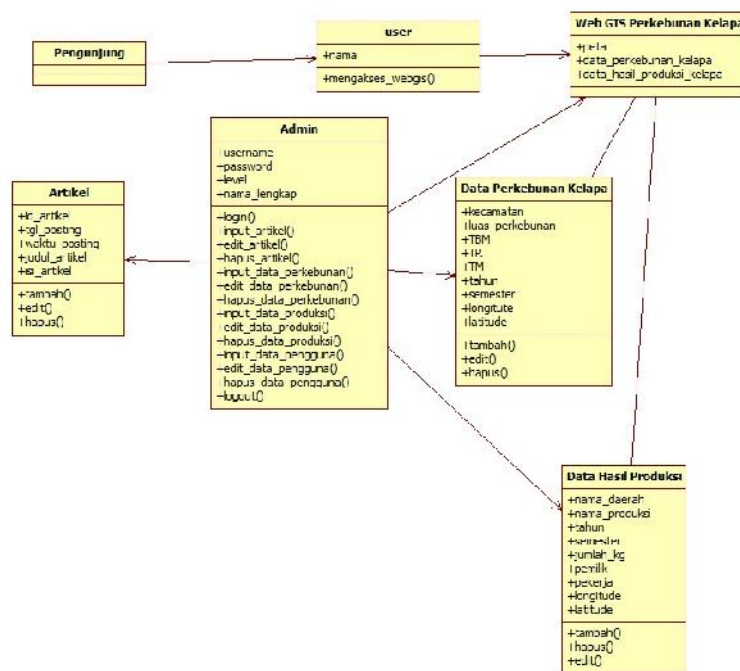 Pengunjung
user
+nama
+mengakses_webgis()
Web GIS Perkebunan Kelapa
+peta
+data_perkebunan_kelapa
+data_hasil_produksi_kelapa
Admin
+username
+password
+level
+nama_lengkap
+login()
+input_artikel()
+edit_artikel()
+hapus_artikel()
+input_data_perkebunan()
+edit_data_perkebunan()
+hapus_data_perkebunan()
+input_data_produksi()
+edit_data_produksi()
+hapus_data_produksi()
+input_data_pengguna()
+edit_data_pengguna()
+hapus_data_pengguna()
+logout()
Artikel
+id_artikel
+tgl_posting
+waktu_posting
+judul_artikel
+isi_artikel
+tambah()
+edit()
+hapus()
Data Perkebunan Kelapa
+kecamatan
+luas_perkebunan
+TBM
+TR
+TM
+tahun
+semester
+longitute
+latitude
+tambah()
+edit()
+hapus()
Data Hasil Produksi
+nama_daerah
+nama_produksi
+tahun
+semester
+jumlah_kg
+pemilik
+pekerja
+longitude
+latitude
+tambah()
+hapus()
+edit()